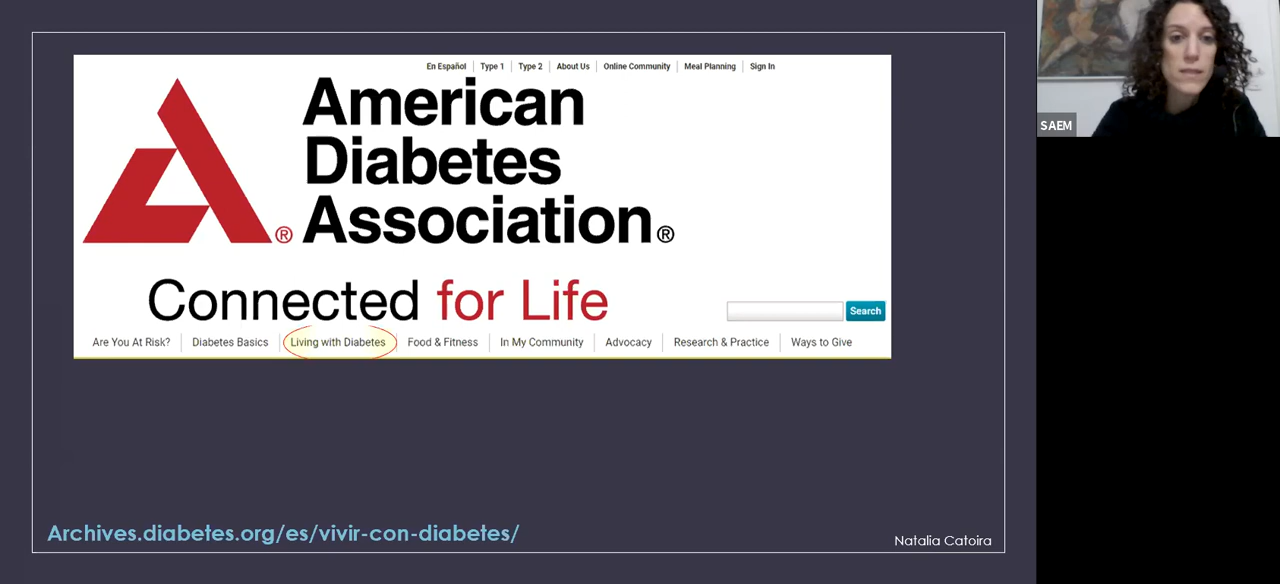 En Español Type 1 Type 2 About Us Online Community Meal Planning Sign In
American
Diabetes
Association®
®
Connected for Life
Search
Are You At Risk? Diabetes Basics Living with Diabetes Food & Fitness In My Community Advocacy Research & Practice Ways to Give
Archives.diabetes.org/es/vivir-con-diabetes/
Natalia Catoira
SAEM